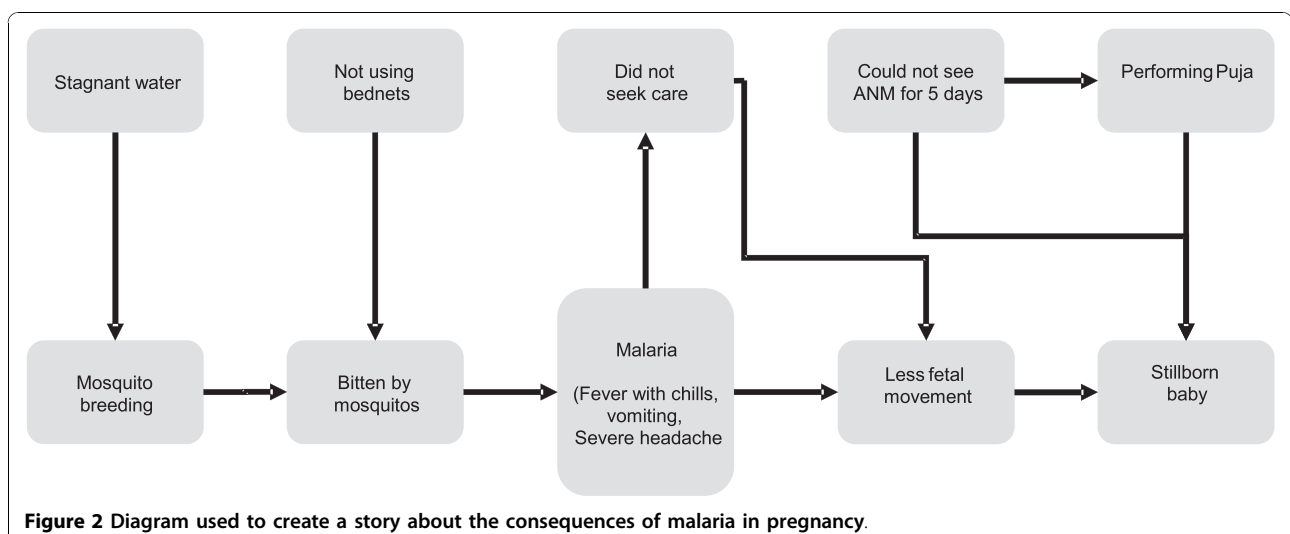 Stagnant water
Not using
bednets
Did not
seek care
Could not see
ANM for 5 days
Performing Puja
Mosquito
breeding
Bitten by
mosquitos
Malaria
(Fever with chills,
vomiting,
Severe headache
Less fetal
movement
Stillborn
baby
Figure 2 Diagram used to create a story about the consequences of malaria in pregnancy.